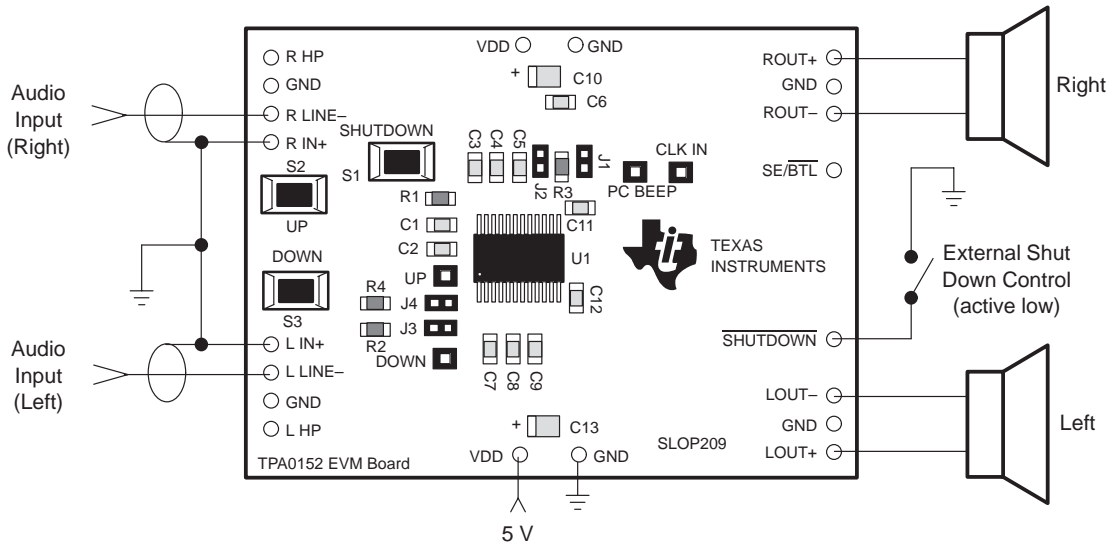 VDD
GND
R HP
GND
R LINE–
R IN+
Audio
Input
(Right)
SHUTDOWN
S1
S2
UP
DOWN
S3
+
C10
C6
C3
C4
C5
J2
R3
J1
PC BEEP
CLK IN
R1
C1
C2
UP
R4
J4
J3
R2
DOWN
C11
U1
C12
TEXAS
INSTRUMENTS
C7
C8
C9
+
C13
SLOP209
ROUT+
GND
ROUT–
SE/BTL
Right
External Shut
Down Control
(active low)
SHUTDOWN
LOUT–
GND
LOUT+
Left
Audio
Input
(Left)
L IN+
L LINE–
GND
L HP
TPA0152 EVM Board
VDD
GND
5 V